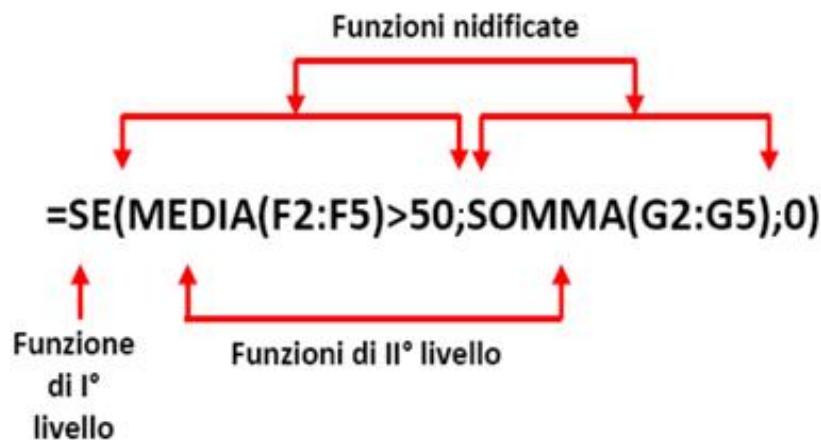 Funzioni nidificate
=SE(MEDIA(F2:F5)>50;SOMMA(G2:G5);0)
Funzione
di I°
livello
Funzioni di II° livello